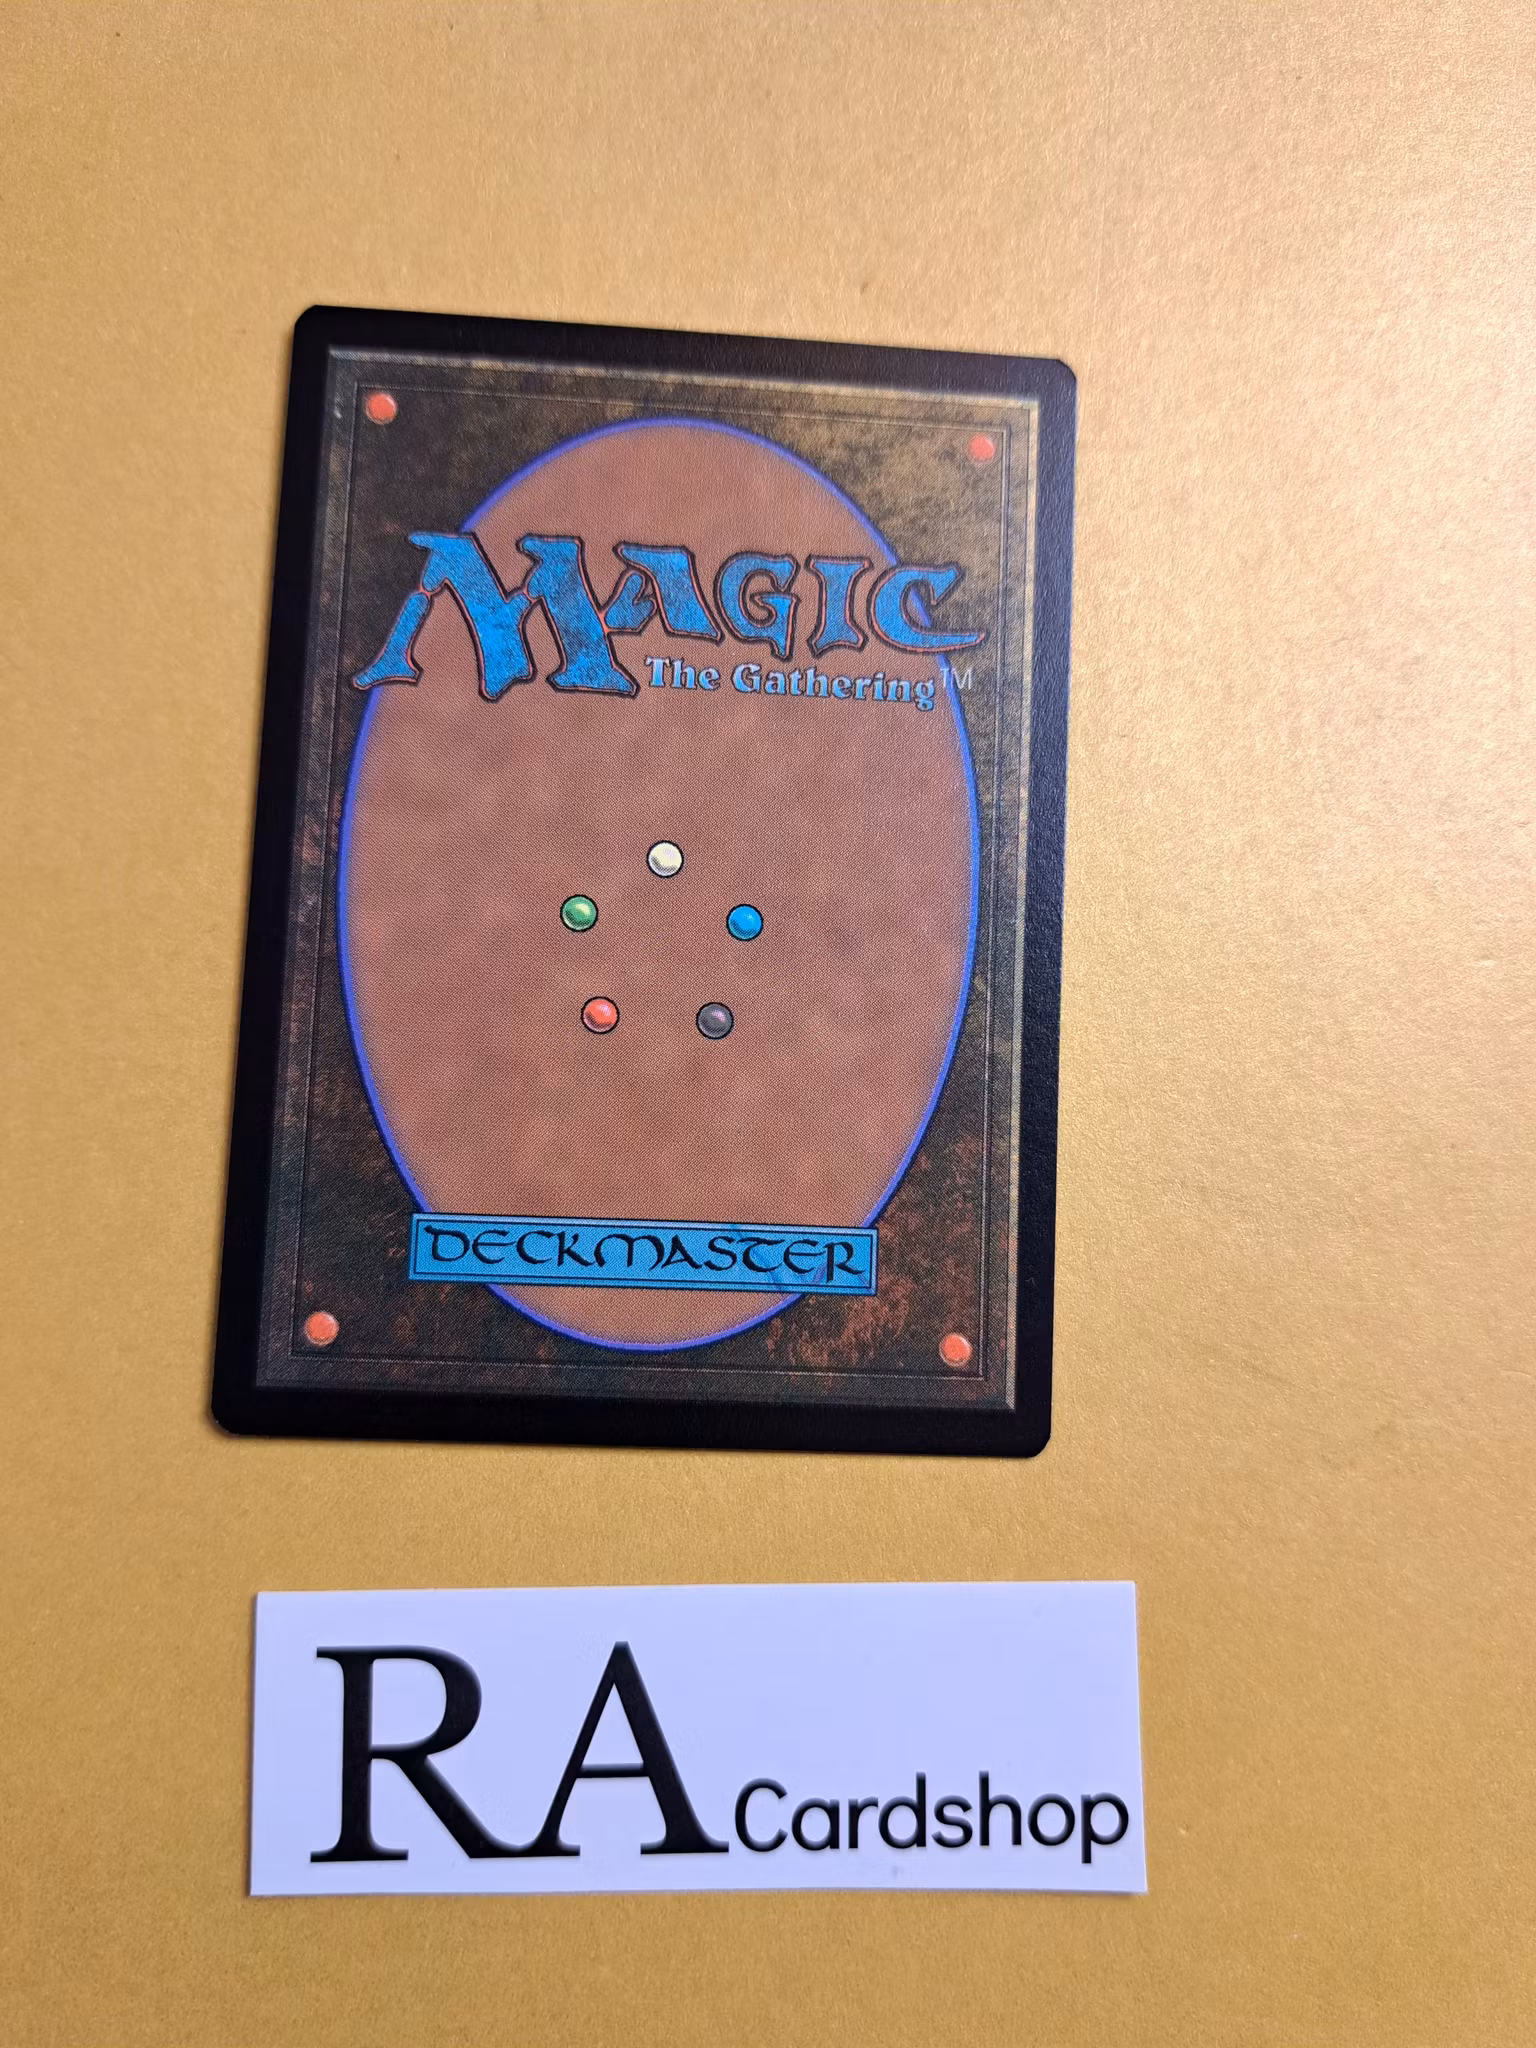 MAGIC
The Gathering™
DECKMASTER
RA Cardshop